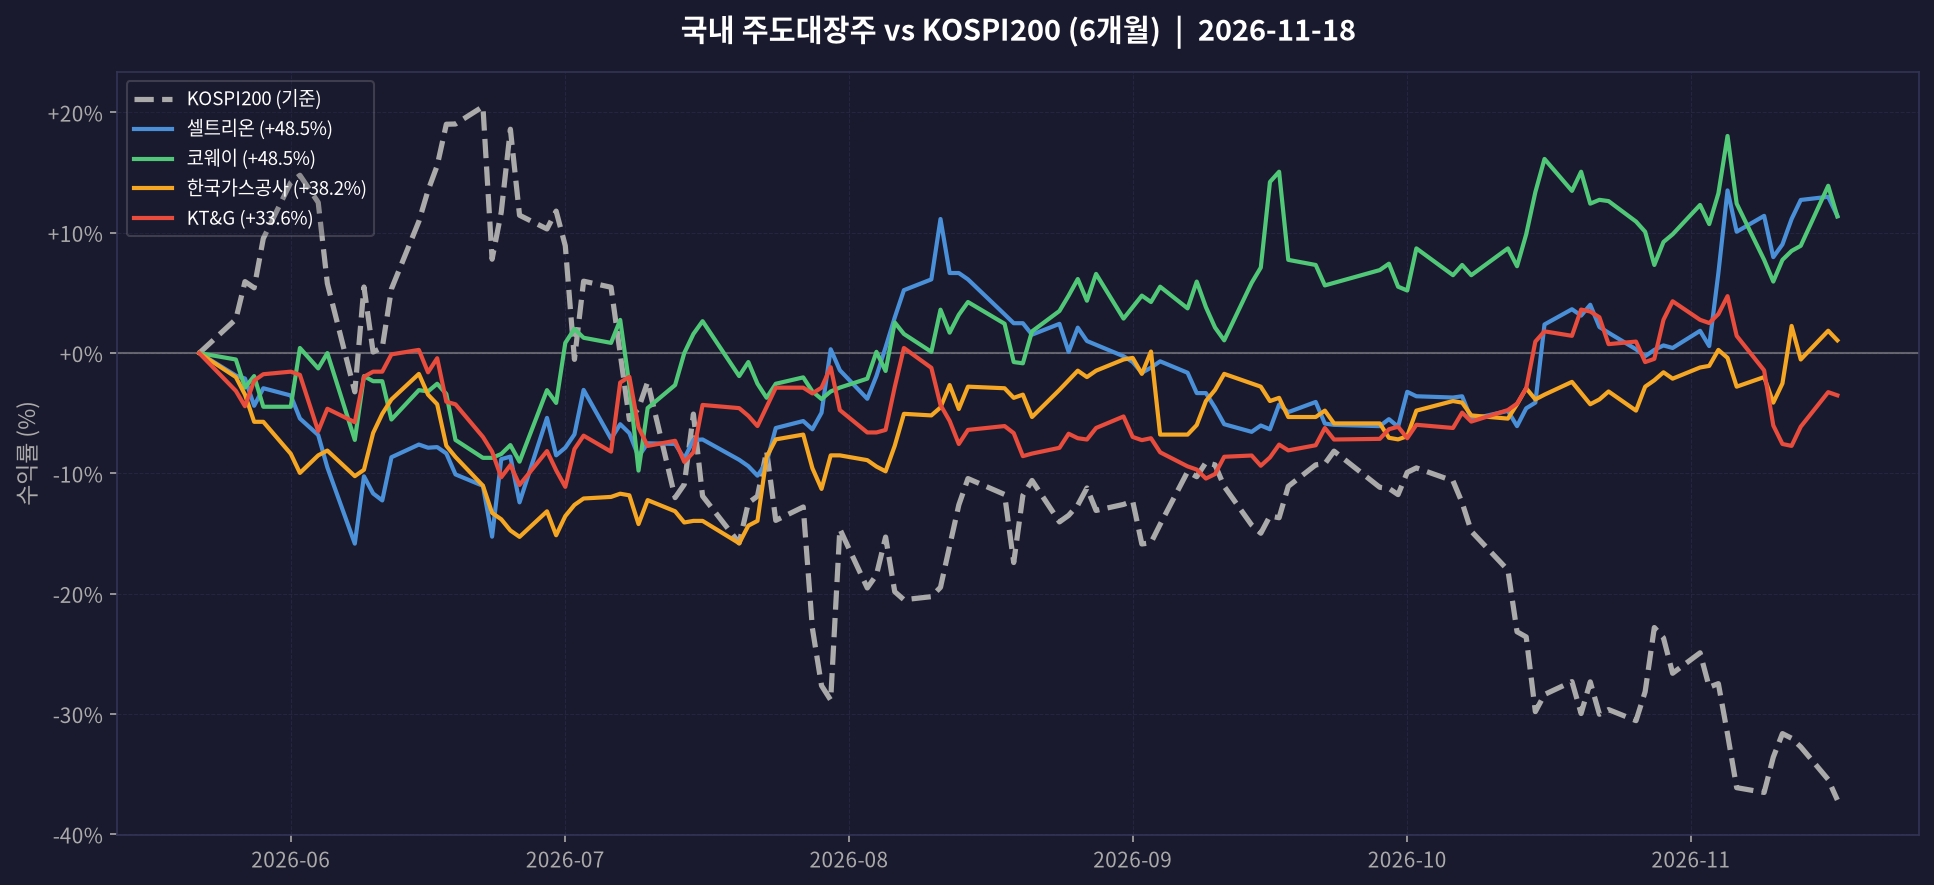 국내 주도대장주 vs KOSPI200 (6개월) | 2026-11-18
KOSPI200 (기준)
셀트리온 (+48.5%)
코웨이 (+48.5%)
한국가스공사 (+38.2%)
KT&G (+33.6%)
수익률 (%)
+20%
+10%
+0%
-10%
-20%
-30%
-40%
2026-06
2026-07
2026-08
2026-09
2026-10
2026-11